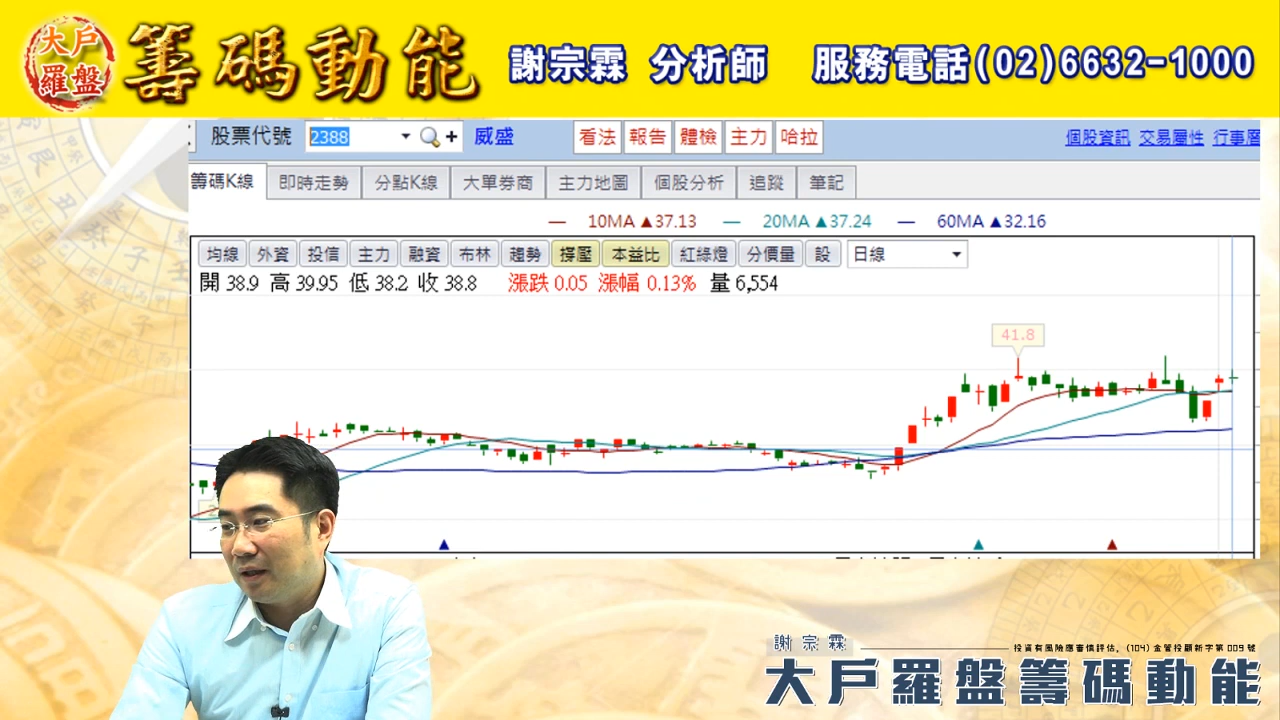 大戶羅盤 籌碼動能 謝宗霖 分析師 服務電話(02)6632-1000
股票代號 2388 威盛 看法 報告 體檢 主力 哈拉 個股資訊 交易屬性 行事曆
籌碼K線 即時走勢 分點K線 大單券商 主力地圖 個股分析 追蹤 筆記
— 10MA ▲37.13 — 20MA ▲37.24 — 60MA ▲32.16
均線 外資 投信 主力 融資 布林 趨勢 撐壓 本益比 紅綠燈 分價量 設 日線
開 38.9 高 39.95 低 38.2 收 38.8 漲跌 0.05 漲幅 0.13% 量 6,554
41.8
謝宗霖
投資有風險應審慎評估。(104)金管投顧新字第009號
大戶羅盤籌碼動能